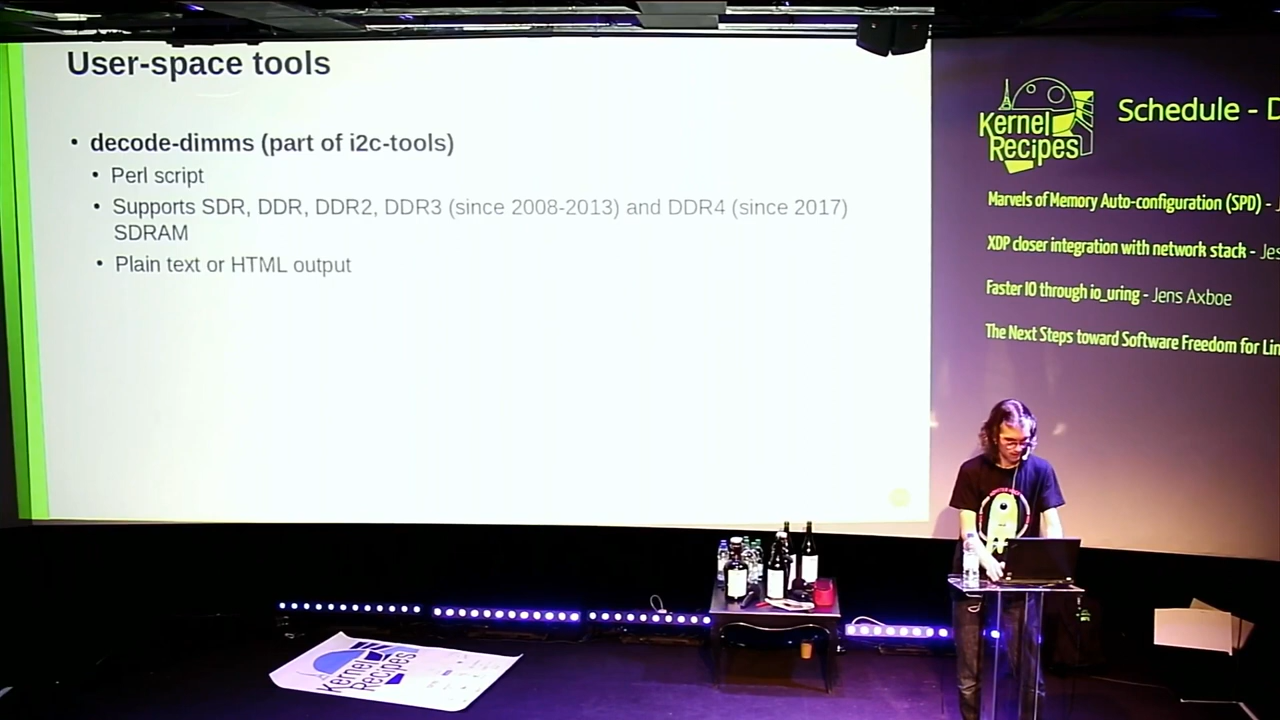 User-space tools
• decode-dimms (part of i2c-tools)
• Perl script
• Supports SDR, DDR, DDR2, DDR3 (since 2008-2013) and DDR4 (since 2017)
SDRAM
• Plain text or HTML output
Kernel
Recipes
Schedule - D
Marvels of Memory Auto-configuration (SPD) - J
XDP closer integration with network stack - Jes
Faster IO through io_uring - Jens Axboe
The Next Steps toward Software Freedom for Lin
Kernel
Recipes